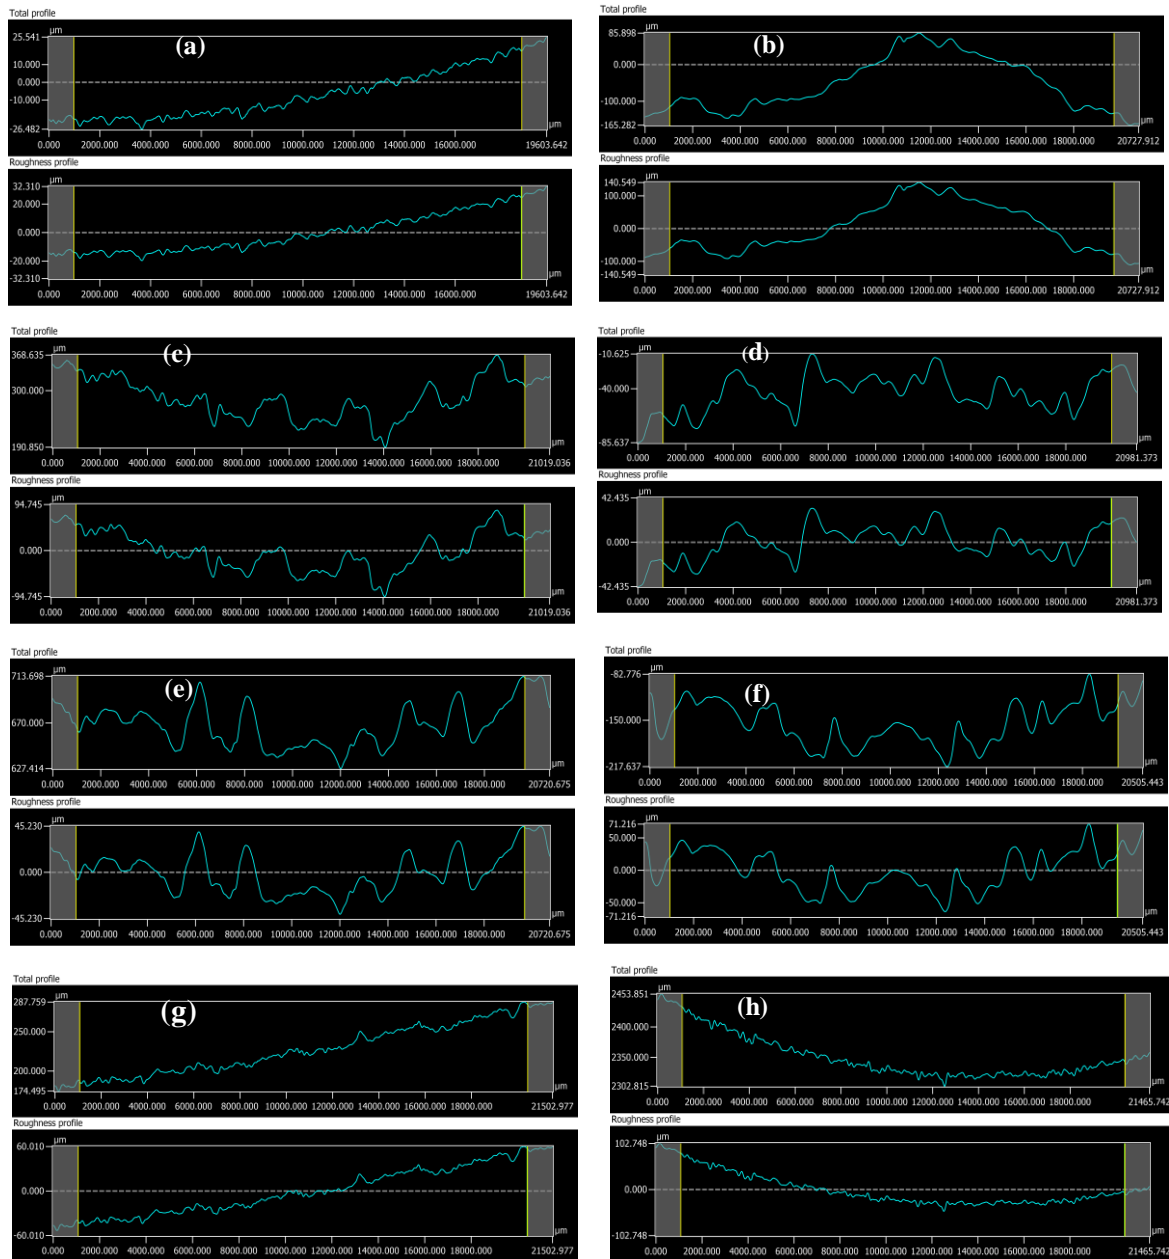 Total profile
µm
(a)
25.541
10.000
0.000
-10.000
-26.482
0.000 2000.000 4000.000 6000.000 8000.000 10000.000 12000.000 14000.000 16000.000 19603.642
µm
Roughness profile
µm
32.310
20.000
0.000
-20.000
-32.310
0.000 2000.000 4000.000 6000.000 8000.000 10000.000 12000.000 14000.000 16000.000 19603.642
µm
Total profile
µm
(b)
85.898
0.000
-100.000
-165.282
0.000 2000.000 4000.000 6000.000 8000.000 10000.000 12000.000 14000.000 16000.000 18000.000 20727.912
µm
Roughness profile
µm
140.549
100.000
0.000
-100.000
-140.549
0.000 2000.000 4000.000 6000.000 8000.000 10000.000 12000.000 14000.000 16000.000 18000.000 20727.912
µm
Total profile
µm
(c)
368.635
300.000
190.850
0.000 2000.000 4000.000 6000.000 8000.000 10000.000 12000.000 14000.000 16000.000 18000.000 21019.036
µm
Roughness profile
µm
94.745
0.000
-94.745
0.000 2000.000 4000.000 6000.000 8000.000 10000.000 12000.000 14000.000 16000.000 18000.000 21019.036
µm
Total profile
µm
(d)
-10.625
-40.000
-85.637
0.000 2000.000 4000.000 6000.000 8000.000 10000.000 12000.000 14000.000 16000.000 18000.000 20981.373
µm
Roughness profile
µm
42.435
0.000
-42.435
0.000 2000.000 4000.000 6000.000 8000.000 10000.000 12000.000 14000.000 16000.000 18000.000 20981.373
µm
Total profile
µm
(e)
713.698
670.000
627.414
0.000 2000.000 4000.000 6000.000 8000.000 10000.000 12000.000 14000.000 16000.000 18000.000 20720.675
µm
Roughness profile
µm
45.230
0.000
-45.230
0.000 2000.000 4000.000 6000.000 8000.000 10000.000 12000.000 14000.000 16000.000 18000.000 20720.675
µm
Total profile
µm
(f)
-82.776
-150.000
-217.637
0.000 2000.000 4000.000 6000.000 8000.000 10000.000 12000.000 14000.000 16000.000 18000.000 20505.443
µm
Roughness profile
µm
71.216
50.000
0.000
-50.000
-71.216
0.000 2000.000 4000.000 6000.000 8000.000 10000.000 12000.000 14000.000 16000.000 18000.000 20505.443
µm
Total profile
µm
(g)
287.759
250.000
200.000
174.495
0.000 2000.000 4000.000 6000.000 8000.000 10000.000 12000.000 14000.000 16000.000 18000.000 21502.977
µm
Roughness profile
µm
60.010
0.000
-60.010
0.000 2000.000 4000.000 6000.000 8000.000 10000.000 12000.000 14000.000 16000.000 18000.000 21502.977
µm
Total profile
µm
(h)
2453.851
2400.000
2350.000
2302.815
0.000 2000.000 4000.000 6000.000 8000.000 10000.000 12000.000 14000.000 16000.000 18000.000 21465.742
µm
Roughness profile
µm
102.748
0.000
-102.748
0.000 2000.000 4000.000 6000.000 8000.000 10000.000 12000.000 14000.000 16000.000 18000.000 21465.742
µm